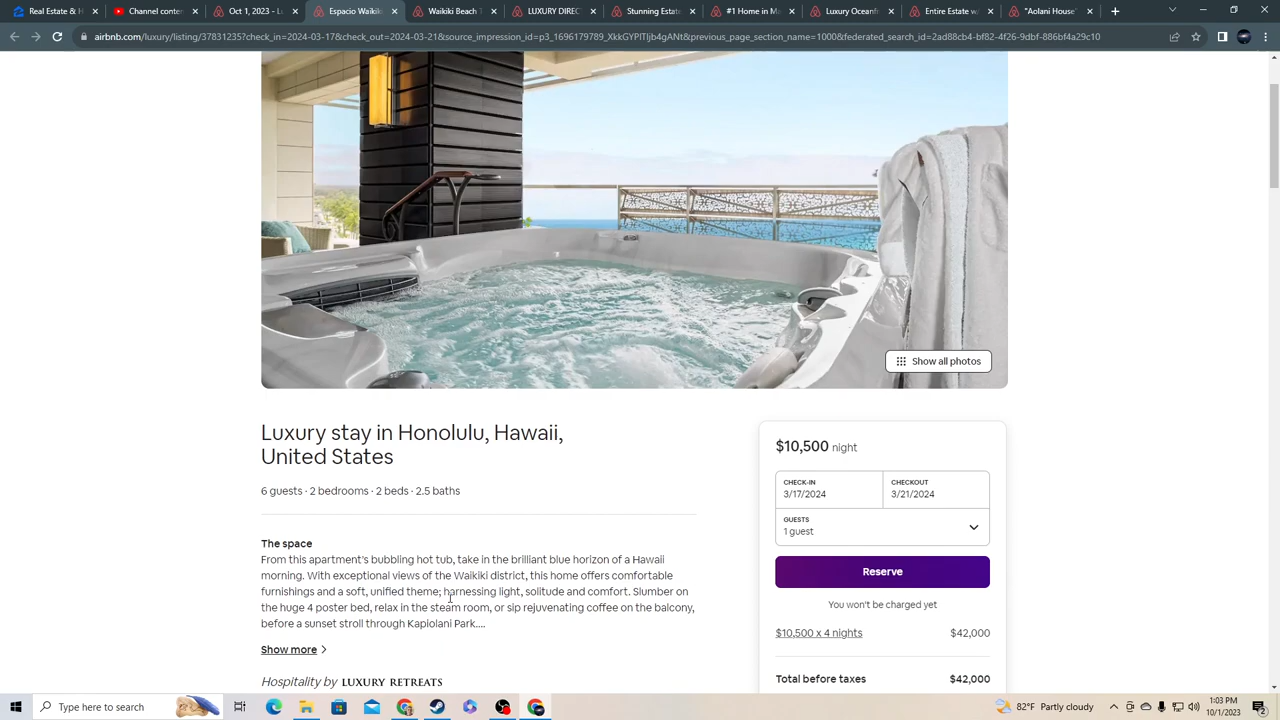 Real Estate & H
Channel conten
Oct 1, 2023 - L
Espaco Waikiki
Waikiki Beach 
LUXURY DIREC
Stunning Estate
#1 Home in M
Luxury Oceanfr
Entire Estate w
"Aolani House"
airbnb.com/luxury/listing/37831235?check_in=2024-03-17&check_out=2024-03-21&source_impression_id=p3_1696179789_XkkGYPlTljb4gANt&previous_page_section_name=1000&federated_search_id=2ad88cb4-bf82-4f26-9dbf-886bf4a29c10
Show all photos
Luxury stay in Honolulu, Hawaii,
United States
6 guests · 2 bedrooms · 2 beds · 2.5 baths
The space
From this apartment's bubbling hot tub, take in the brilliant blue horizon of a Hawaii
morning. With exceptional views of the Waikiki district, this home offers comfortable
furnishings and a soft, unified theme; harnessing light, solitude and comfort. Slumber on
the huge 4 poster bed, relax in the steam room, or sip rejuvenating coffee on the balcony,
before a sunset stroll through Kapiolani Park....
Show more
Hospitality by LUXURY RETREATS
$10,500 night
CHECK-IN
3/17/2024
CHECKOUT
3/21/2024
GUESTS
1 guest
Reserve
You won't be charged yet
$10,500 x 4 nights $42,000
Total before taxes $42,000
Type here to search
82°F Partly cloudy
1:03 PM
10/1/2023